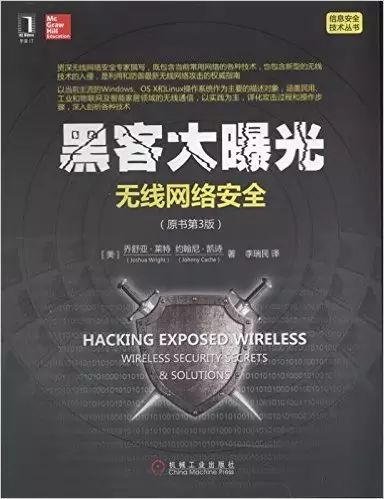 华章科技
Mc
Graw
Hill
Education
信息安全
技术丛书
资深无线网络安全专家撰写，既包含当前常用网络的各种技术，也包含新型的无线
技术的入侵，是利用和防御最新无线网络攻击的权威指南
以当前主流的Windows、OS X和Linux操作系统作为主要的描述对象，涵盖民用、
工业和物联网及智能家居领域的无线通信，以实践为主，详化攻击过程和操作步
骤，深入剖析各种技术
黑客大曝光
无线网络安全
（原书第3版）
[美] 乔舒亚·莱特 约翰尼·凯诗 著 李瑞民 译
(Joshua Wright) (Johnny Cache)
HACKING EXPOSED WIRELESS
WIRELESS SECURITY SECRETS
& SOLUTIONS
机械工业出版社
China Machine Press